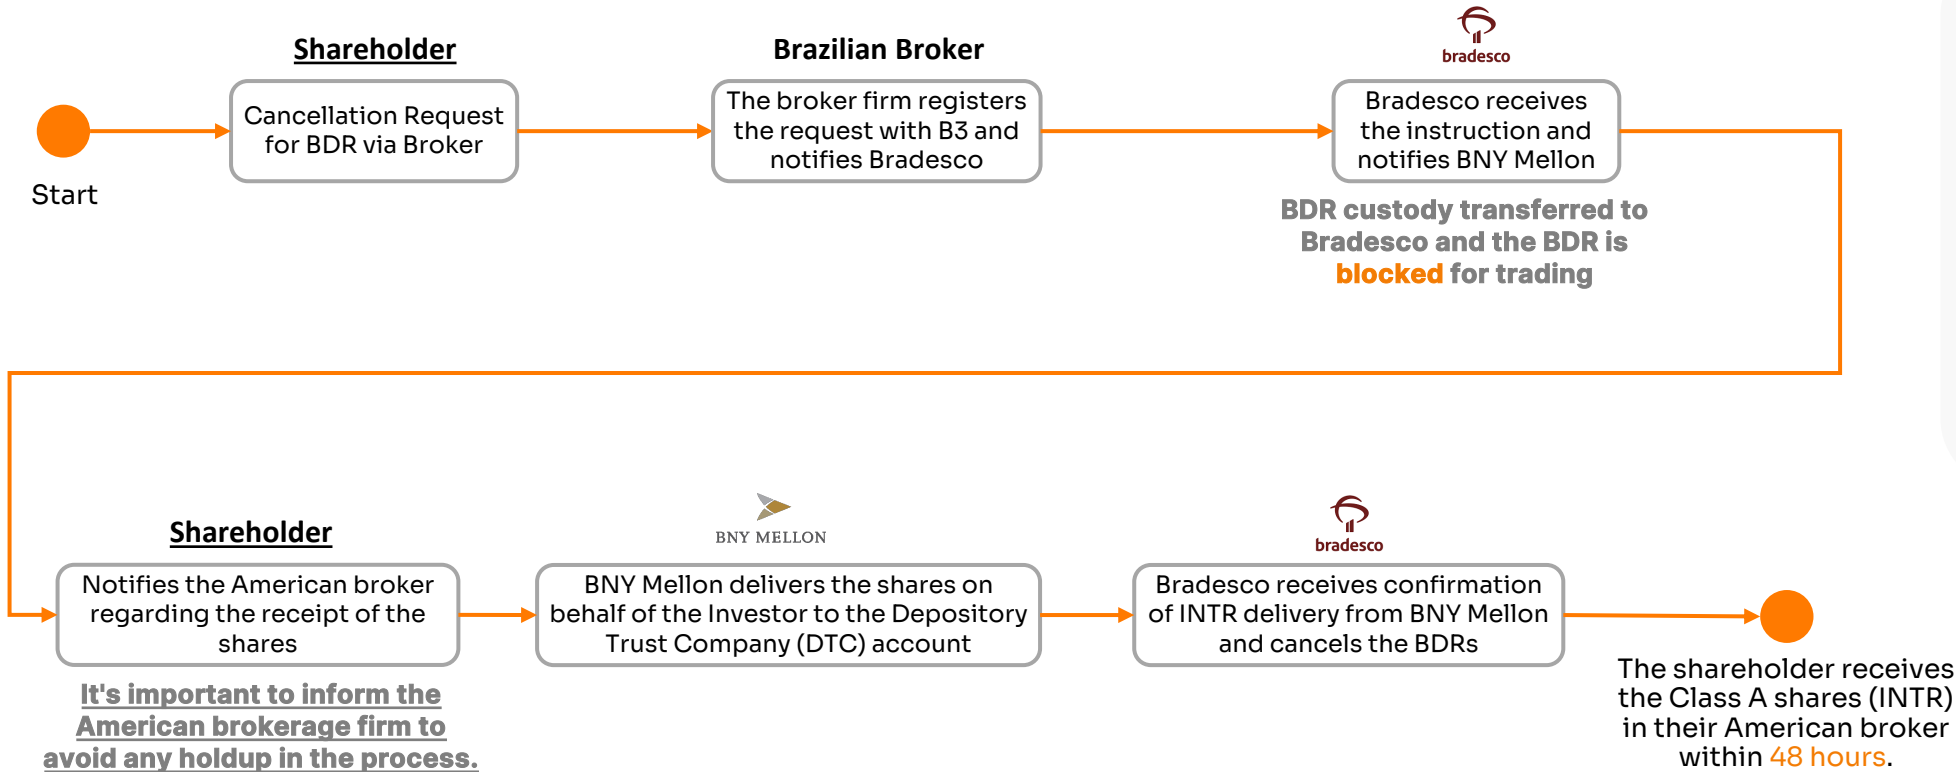 Shareholder
Cancellation Request
for BDR via Broker
Start
Brazilian Broker
The broker firm registers
the request with B3 and
notifies Bradesco
bradesco
Bradesco receives
the instruction and
notifies BNY Mellon
BDR custody transferred to
Bradesco and the BDR is
blocked for trading
Shareholder
Notifies the American broker
regarding the receipt of the
shares
It's important to inform the
American brokerage firm to
avoid any holdup in the process.
BNY MELLON
BNY Mellon delivers the shares on
behalf of the Investor to the Depository
Trust Company (DTC) account
bradesco
Bradesco receives confirmation
of INTR delivery from BNY Mellon
and cancels the BDRs
The shareholder receives
the Class A shares (INTR)
in their American broker
within 48 hours.